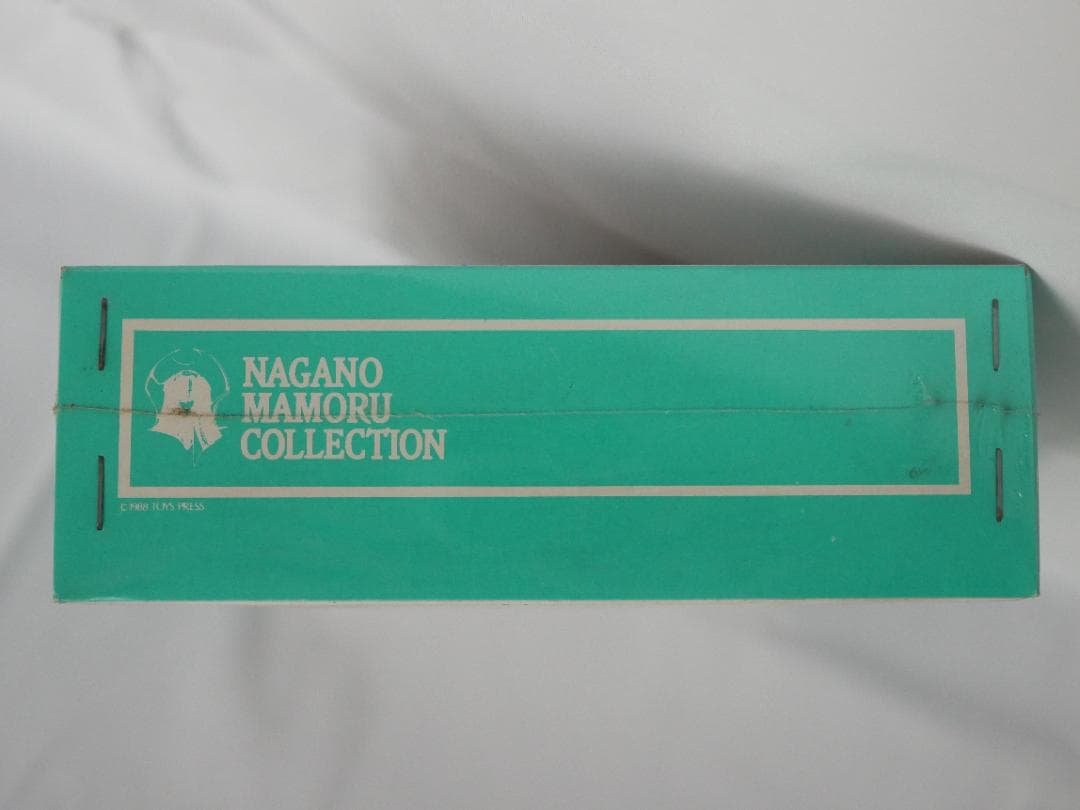 NAGANO
MAMORU
COLLECTION
© 1988 TOYS PRESS